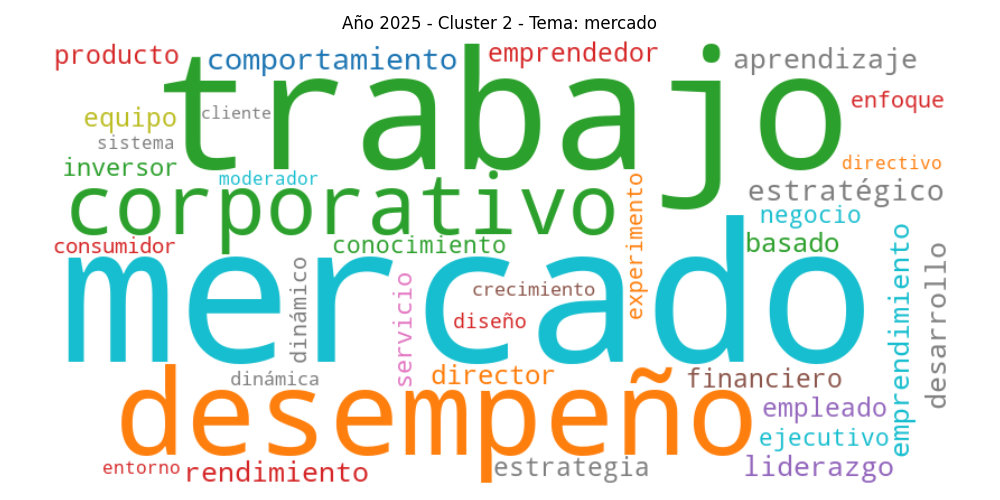 Año 2025 - Cluster 2 - Tema: mercado
producto
comportamiento
emprendedor
aprendizaje
trabajo
enfoque
equipo
cliente
sistema
inversor
moderador
directivo
corporativo
estratégico
negocio
experimento
consumidor
conocimiento
basado
mercado
dinámico
servicio
crecimiento
diseño
emprendimiento
desarrollo
dinámica
director
financiero
desempeño
empleado
ejecutivo
entorno
rendimiento
estrategia
liderazgo